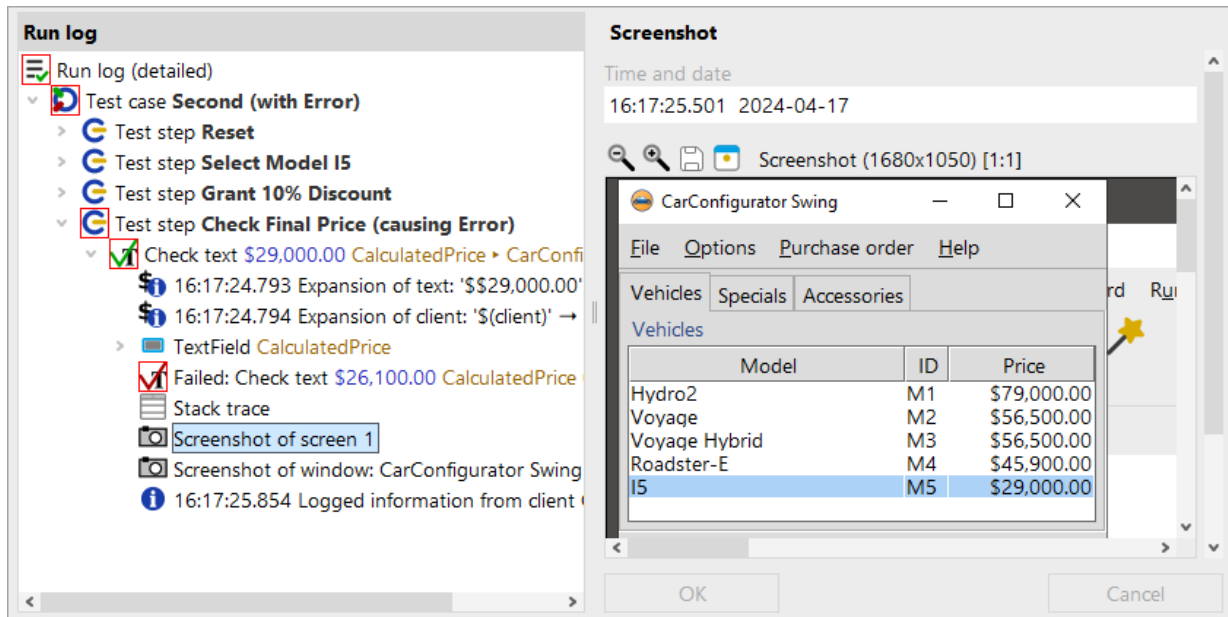 Run log
Run log (detailed)
Test case Second (with Error)
Test step Reset
Test step Select Model I5
Test step Grant 10% Discount
Test step Check Final Price (causing Error)
Check text $29,000.00 CalculatedPrice ▸ CarConfi
16:17:24.793 Expansion of text: '$$29,000.00'
16:17:24.794 Expansion of client: '$(client)' →
TextField CalculatedPrice
Failed: Check text $26,100.00 CalculatedPrice
Stack trace
Screenshot of screen 1
Screenshot of window: CarConfigurator Swing
16:17:25.854 Logged information from client
Screenshot
Time and date
16:17:25.501 2024-04-17
Screenshot (1680x1050) [1:1]
CarConfigurator Swing
File Options Purchase order Help
Vehicles Specials Accessories
rd Ru
Vehicles
Model ID Price
Hydro2 M1 $79,000.00
Voyage M2 $56,500.00
Voyage Hybrid M3 $56,500.00
Roadster-E M4 $45,900.00
I5 M5 $29,000.00
OK Cancel